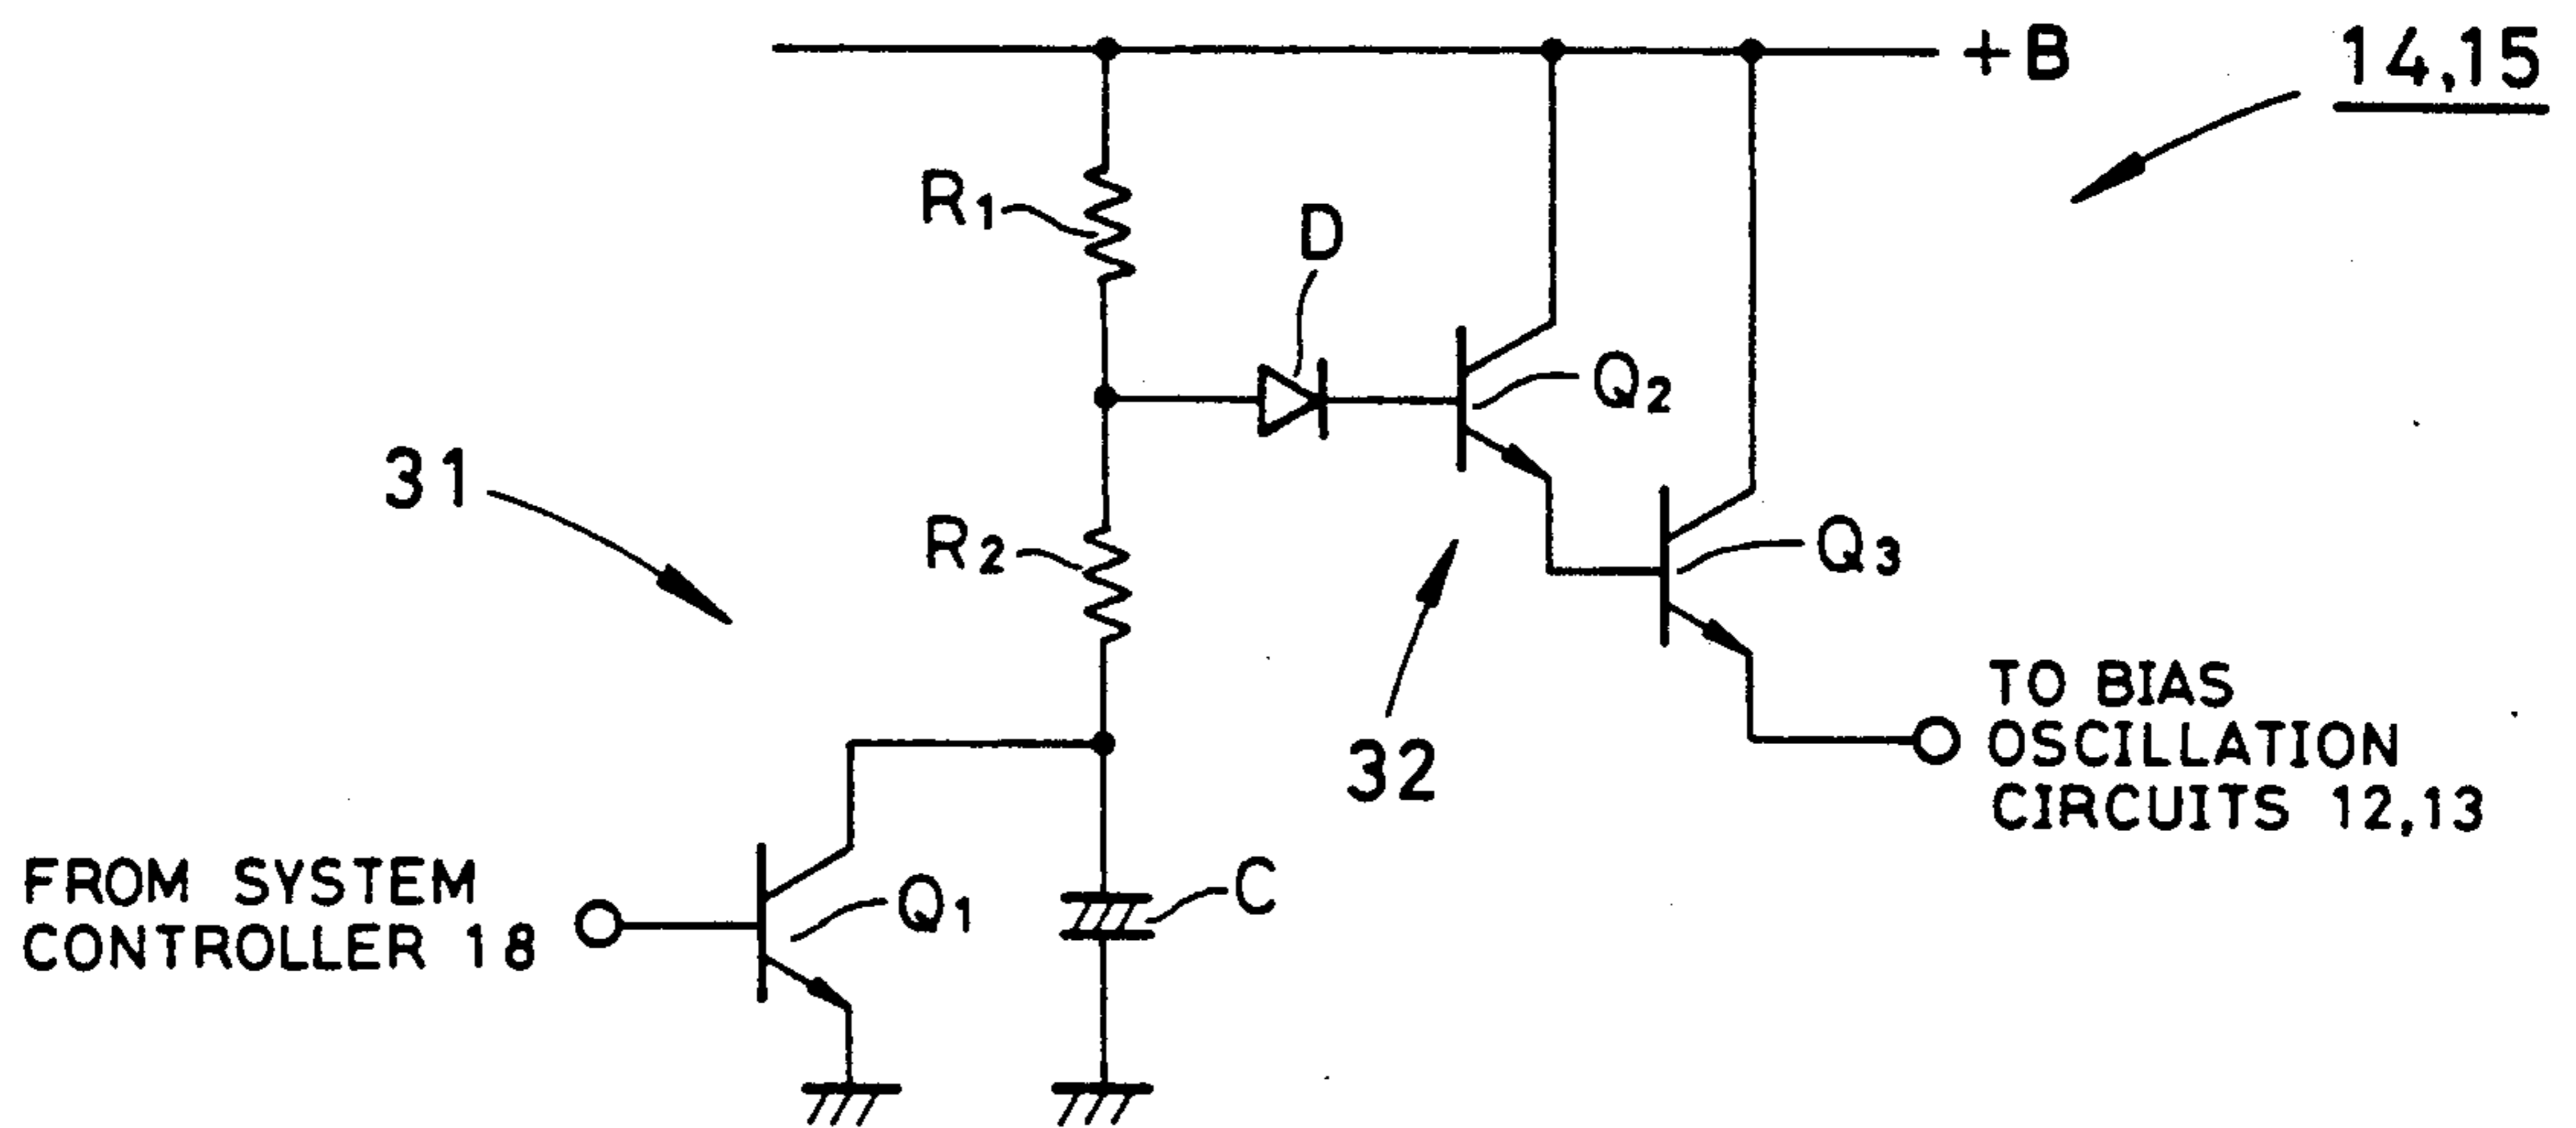 +B
14,15
R1
D
Q2
31
R2
Q3
32
TO BIAS
OSCILLATION
CIRCUITS 12,13
FROM SYSTEM
CONTROLLER 18
Q1
C